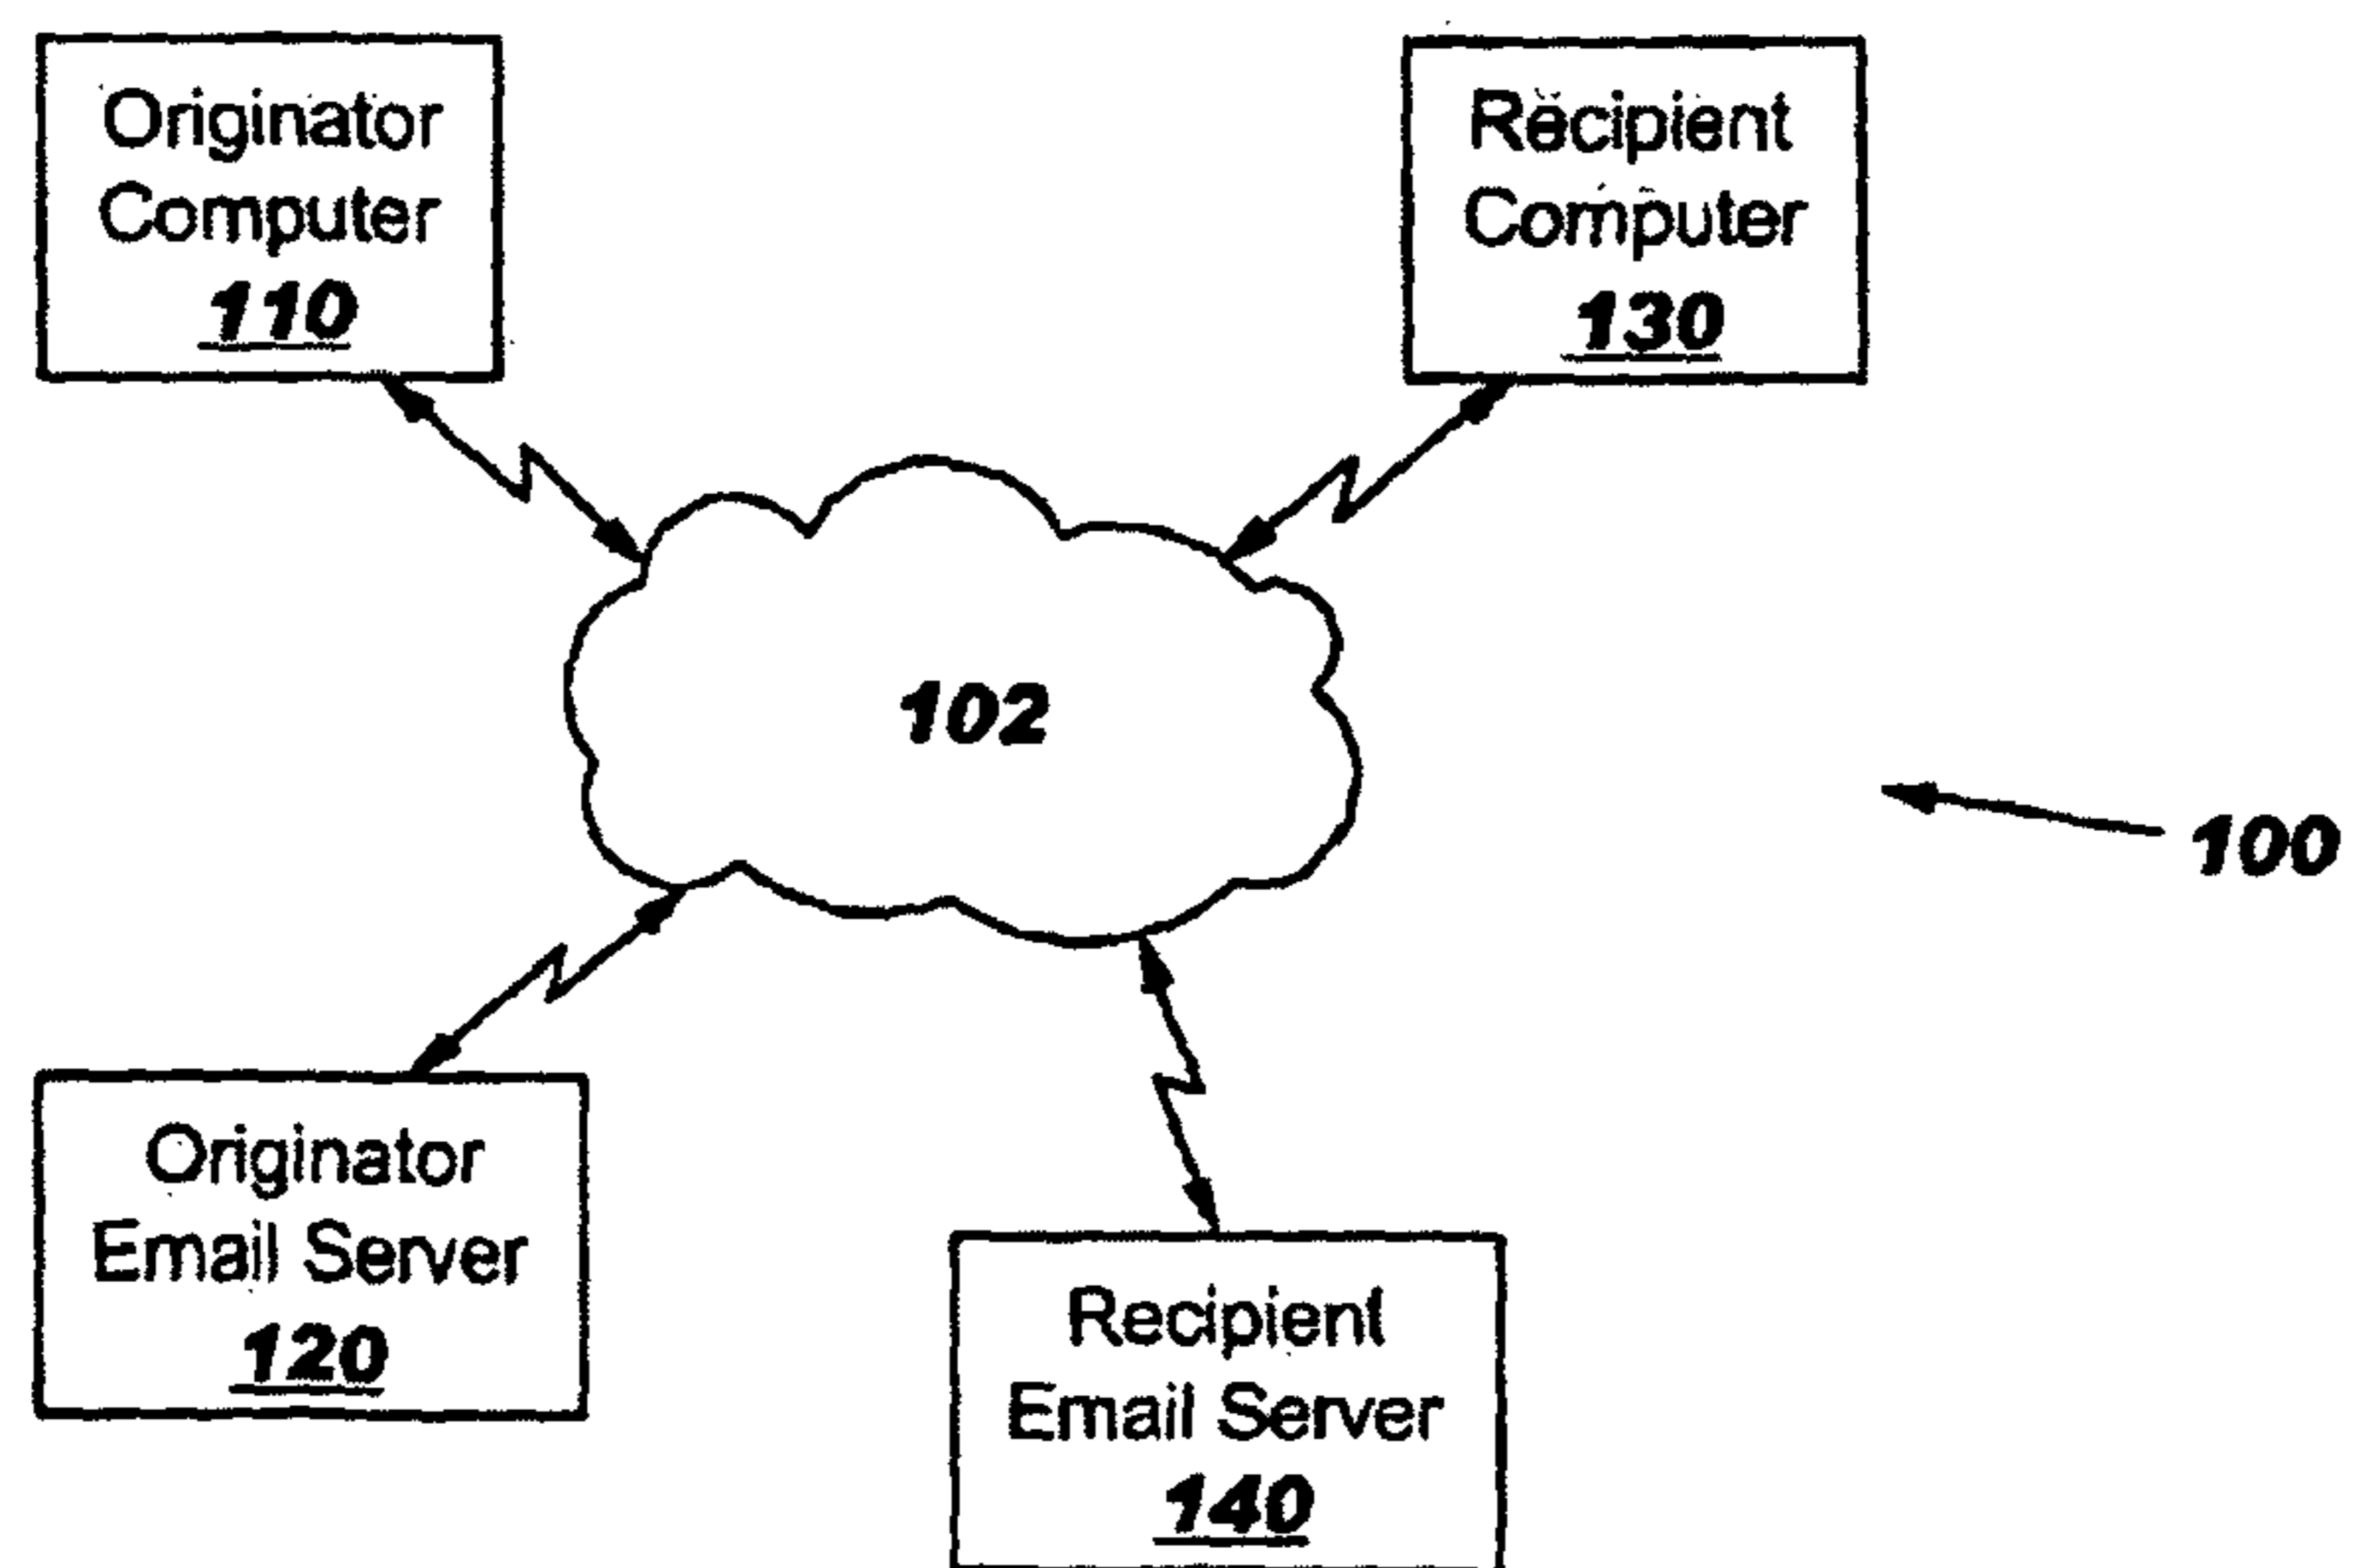 Originator
Computer
110
Recipient
Computer
130
102
100
Originator
Email Server
120
Recipient
Email Server
140